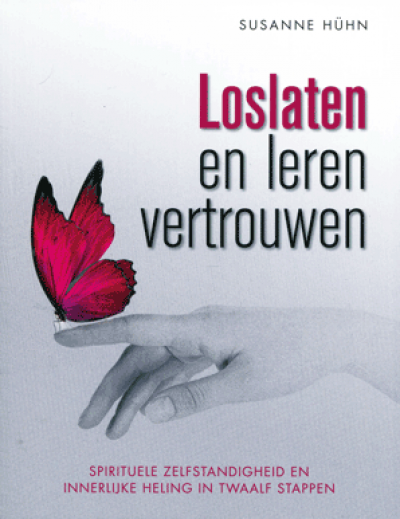 SUSANNE HÜHN
Loslaten
en leren
vertrouwen
SPIRITUELE ZELFSTANDIGHEID EN
INNERLIJKE HELING IN TWAALF STAPPEN